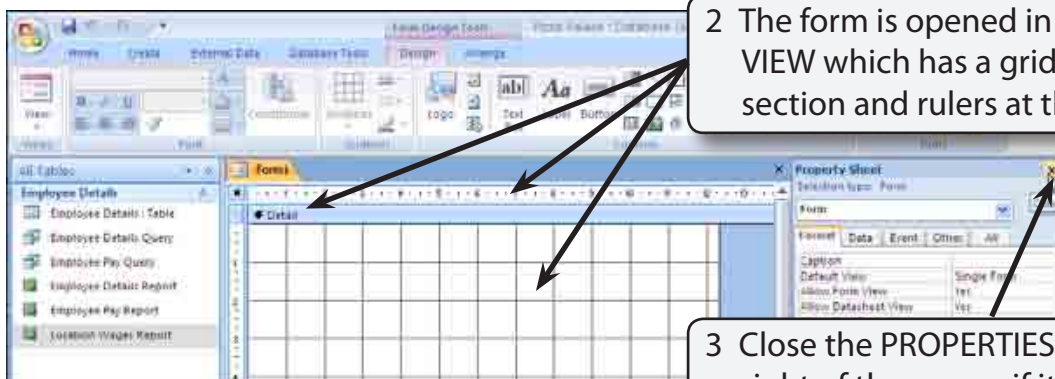 Form Design Tools
Home Create External Data Database Tools Design Arrange
View
Conditional
Logo
Text
Button
Views
Font
2 The form is opened in
VIEW which has a grid
section and rulers at th
All Tables
Form1
Property Sheet
Selection type: Form
Employee Details
Detail
Form
Employee Details : Table
Employee Details Query
Format Data Event Other All
Employee Pay Query
Caption
Employee Details Report
Default View Single Form
Employee Pay Report
Allow Form View Yes
Location Wages Report
Allow Datasheet View Yes
3 Close the PROPERTIES